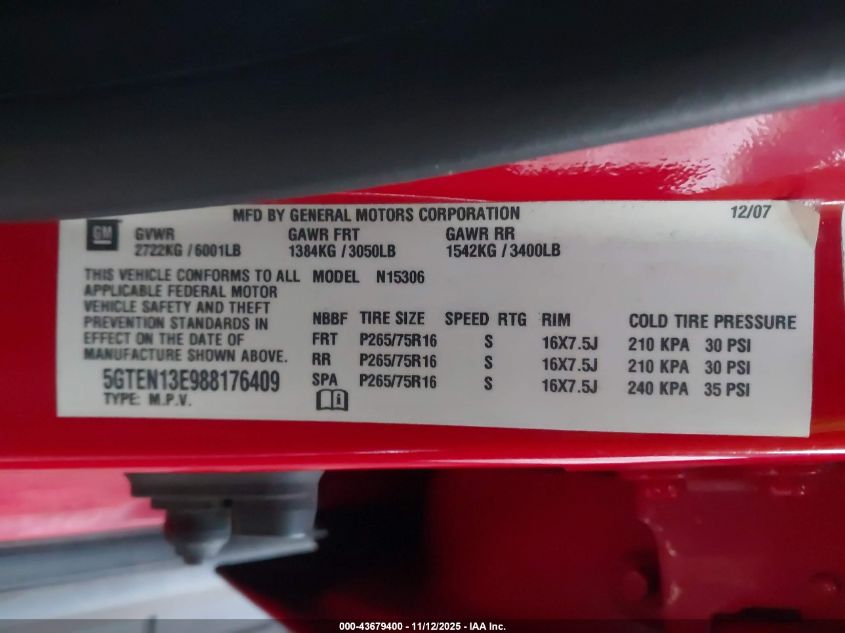 MFD BY GENERAL MOTORS CORPORATION 12/07
GM
GVWR GAWR FRT GAWR RR
2722KG / 6001LB 1384KG / 3050LB 1542KG / 3400LB
THIS VEHICLE CONFORMS TO ALL
APPLICABLE FEDERAL MOTOR
VEHICLE SAFETY AND THEFT
PREVENTION STANDARDS IN
EFFECT ON THE DATE OF
MANUFACTURE SHOWN ABOVE.
5GTEN13E988176409
TYPE: M.P.V.
MODEL N15306
NBBF TIRE SIZE SPEED RTG RIM COLD TIRE PRESSURE
FRT P265/75R16 S 16X7.5J 210 KPA 30 PSI
RR P265/75R16 S 16X7.5J 210 KPA 30 PSI
SPA P265/75R16 S 16X7.5J 240 KPA 35 PSI
000-43679400 - 11/12/2025 - IAA Inc.